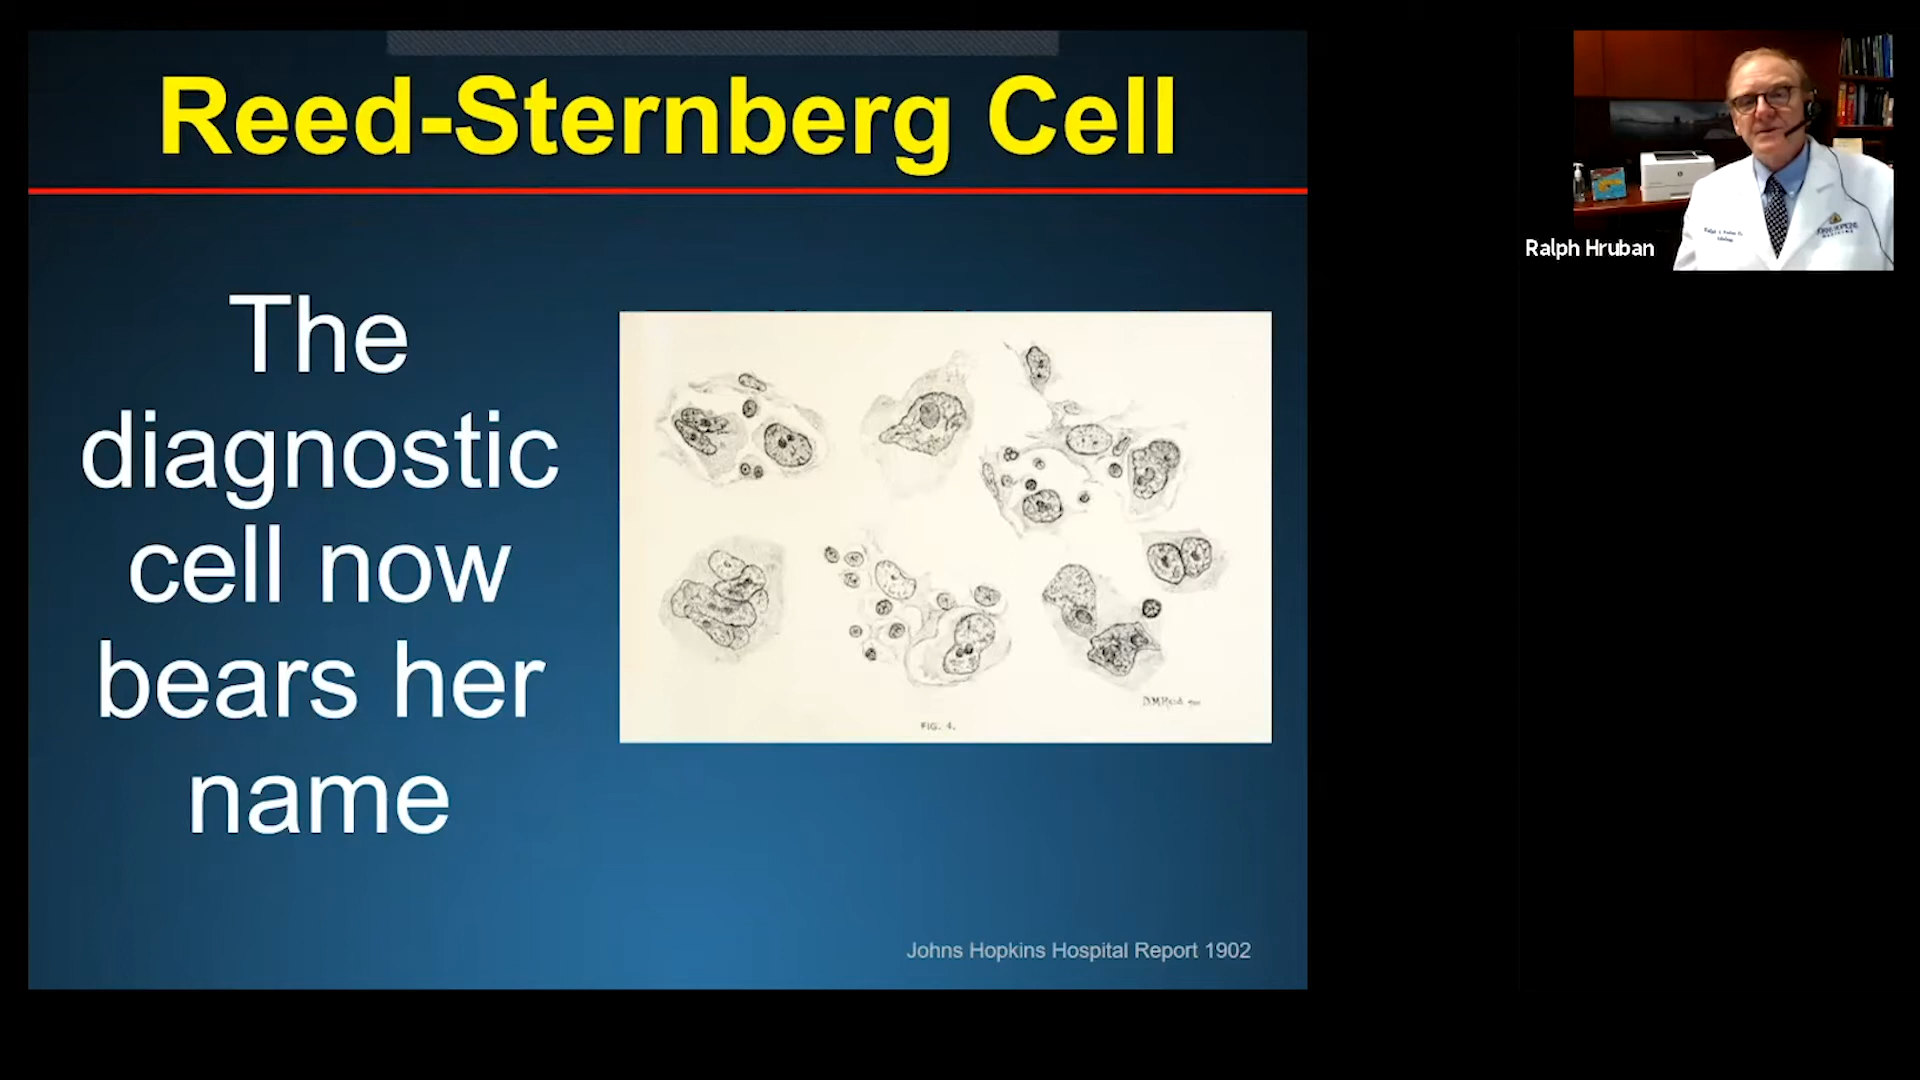 Reed-Sternberg Cell
The
diagnostic
cell now
bears her
name
FIG. 4.
Johns Hopkins Hospital Report 1902
Ralph Hruban